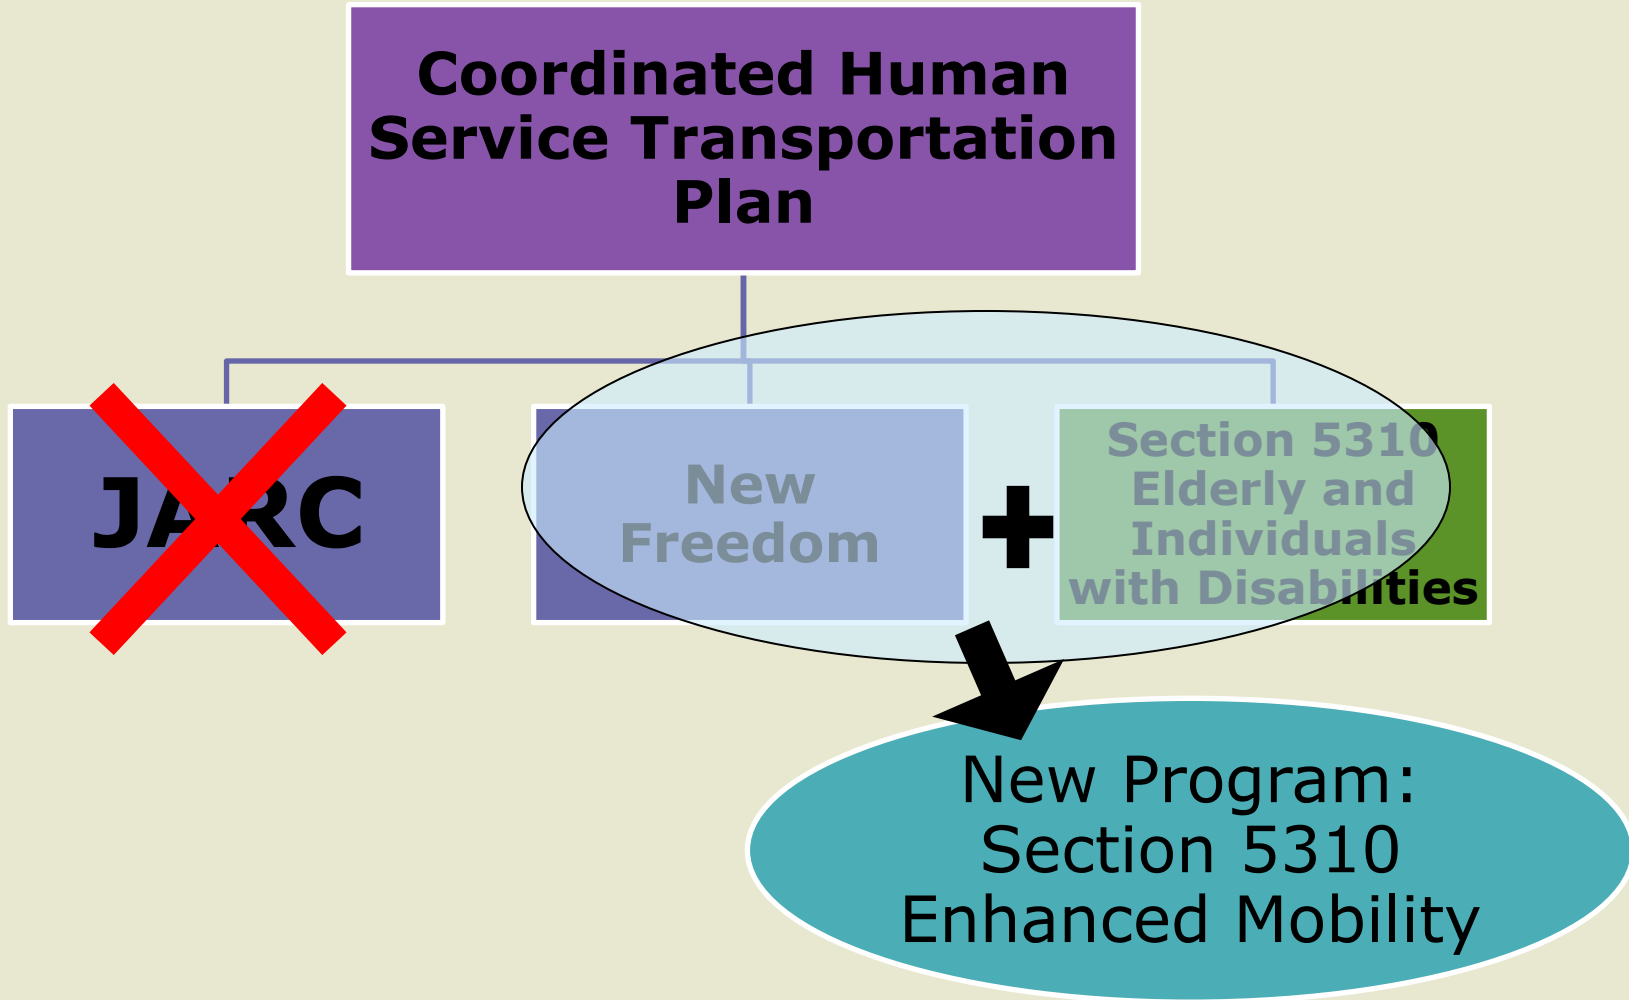 Coordinated Human
Service Transportation
Plan
JARC
New
Freedom
Section 5310
Elderly and
Individuals
with Disabilities
New Program:
Section 5310
Enhanced Mobility